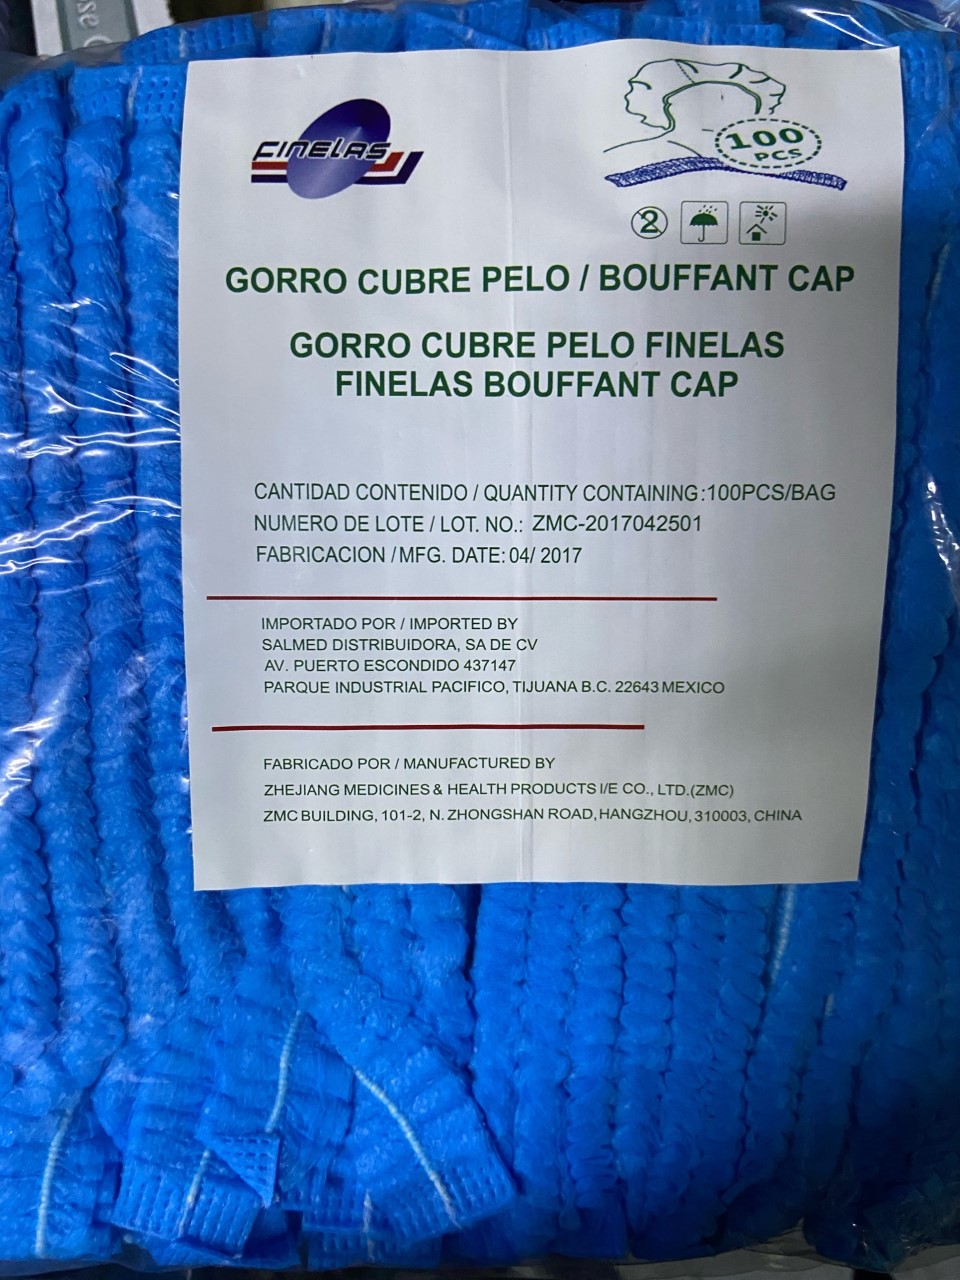 FINELAS
100
PCS
2
GORRO CUBRE PELO / BOUFFANT CAP
GORRO CUBRE PELO FINELAS
FINELAS BOUFFANT CAP
CANTIDAD CONTENIDO / QUANTITY CONTAINING:100PCS/BAG
NUMERO DE LOTE / LOT. NO.: ZMC-2017042501
FABRICACION / MFG. DATE: 04/ 2017
IMPORTADO POR / IMPORTED BY
SALMED DISTRIBUIDORA, SA DE CV
AV. PUERTO ESCONDIDO 437147
PARQUE INDUSTRIAL PACIFICO, TIJUANA B.C. 22643 MEXICO
FABRICADO POR / MANUFACTURED BY
ZHEJIANG MEDICINES & HEALTH PRODUCTS I/E CO., LTD.(ZMC)
ZMC BUILDING, 101-2, N. ZHONGSHAN ROAD, HANGZHOU, 310003, CHINA